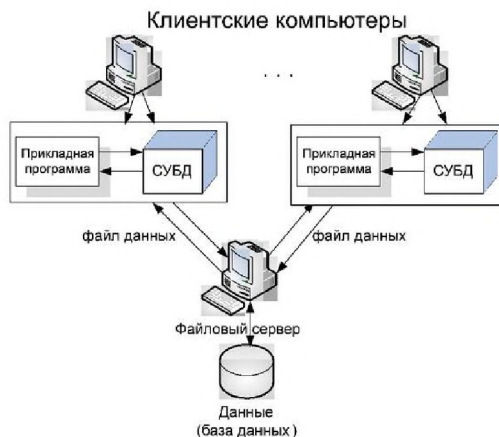 Клиентские компьютеры
. . .
Прикладная
программа
СУБД
Прикладная
программа
СУБД
файл данных
файл данных
Файловый сервер
Данные
(база данных)